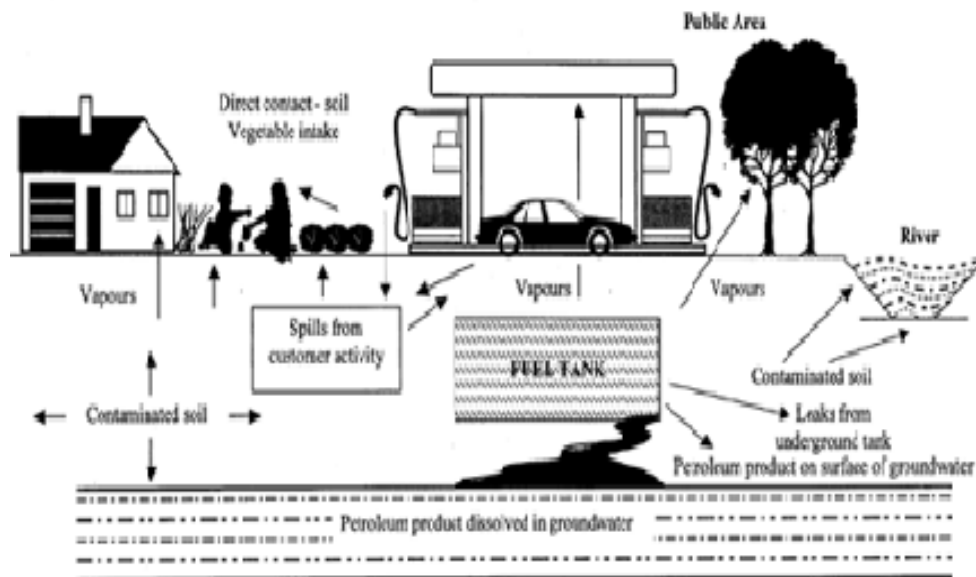 Public Area
Direct contact - soil
Vegetable intake
River
Vapours
Vapours
Vapours
Spills from
customer activity
FUEL TANK
Contaminated soil
Contaminated soil
Leaks from
underground tank
Petroleum product on surface of groundwater
Petroleum product dissolved in groundwater